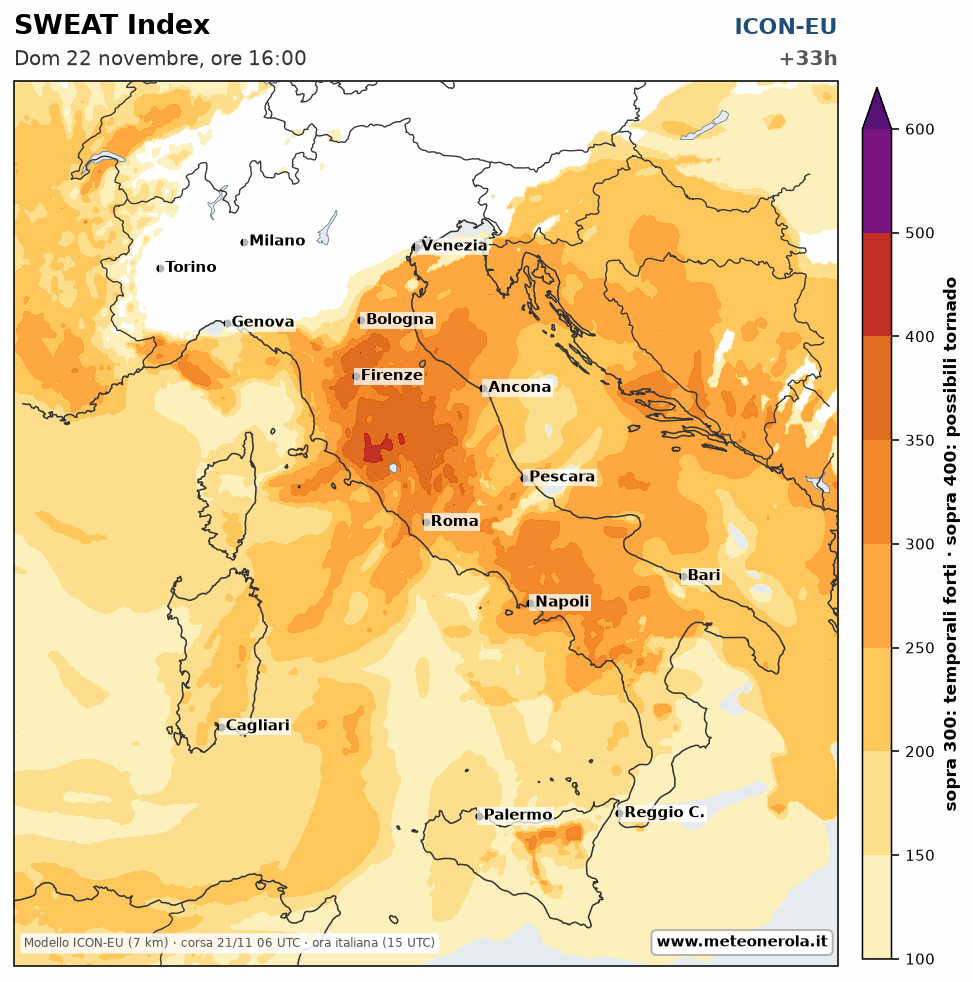 SWEAT Index
ICON-EU
Dom 22 novembre, ore 16:00
+33h
Milano
Venezia
Torino
Genova
Bologna
Firenze
Ancona
Pescara
Roma
Bari
Napoli
Cagliari
Palermo
Reggio C.
600
500
400
350
300
250
200
150
100
sopra 300: temporali forti · sopra 400: possibili tornado
Modello ICON-EU (7 km) · corsa 21/11 06 UTC · ora italiana (15 UTC)
www.meteonerola.it